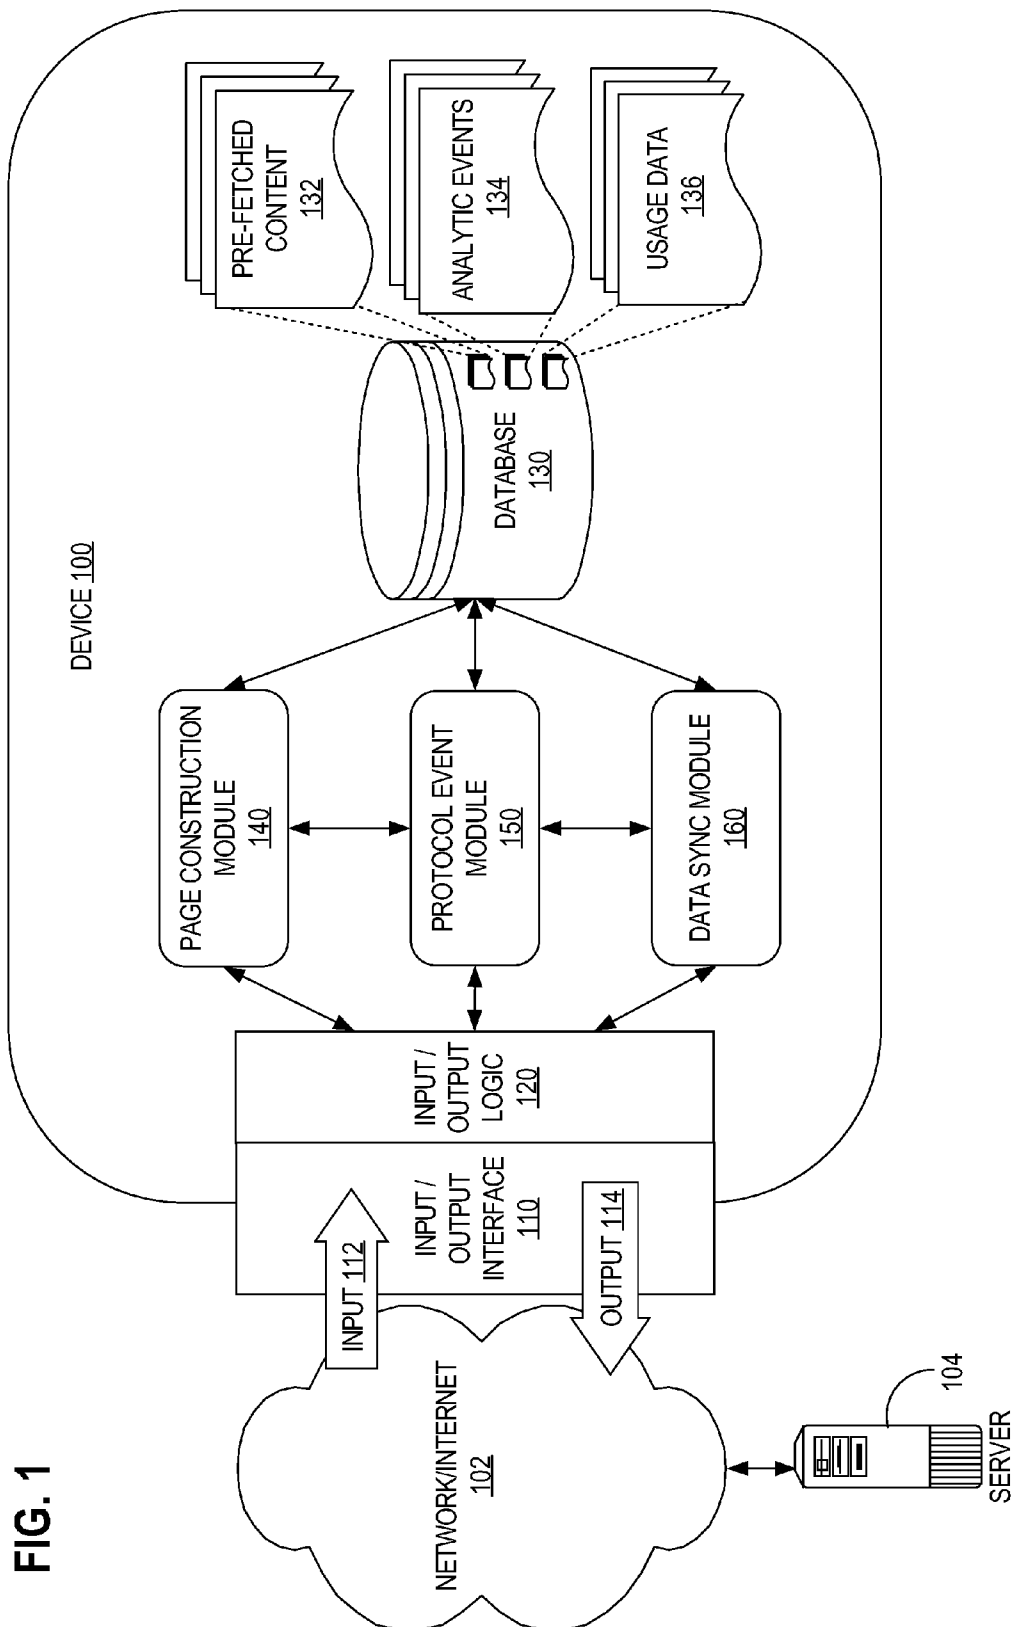 FIG. 1
DEVICE 100
NETWORK/INTERNET
102
INPUT 112
OUTPUT 114
SERVER
104
INPUT /
OUTPUT
INTERFACE
110
INPUT /
OUTPUT
LOGIC
120
PAGE CONSTRUCTION
MODULE
140
PROTOCOL EVENT
MODULE
150
DATA SYNC MODULE
160
DATABASE
130
PRE-FETCHED
CONTENT
132
ANALYTIC EVENTS
134
USAGE DATA
136